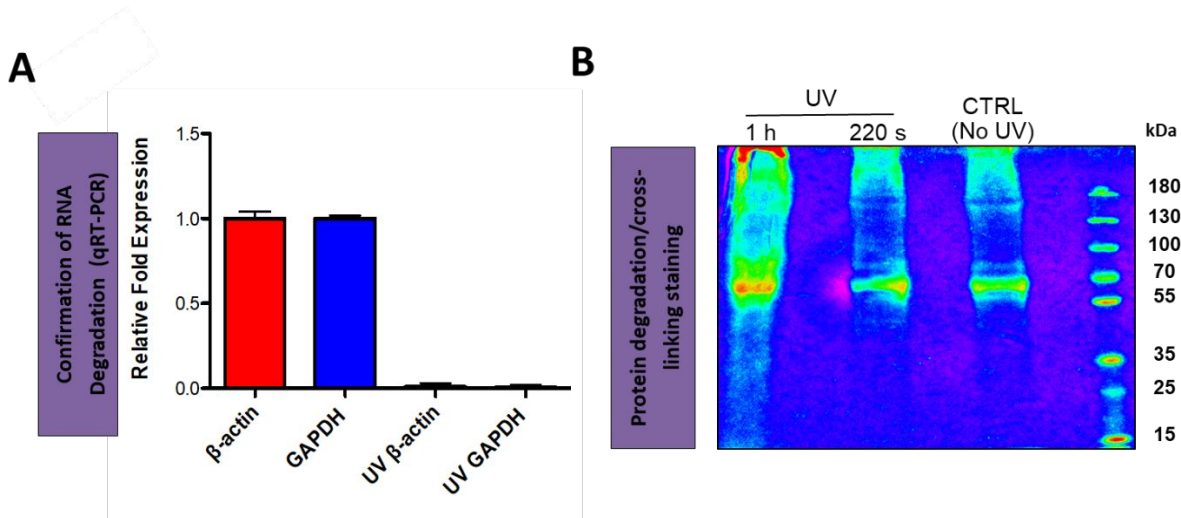 A
Confirmation of RNA
Degradation (qRT-PCR)
Relative Fold Expression
1.5
1.0
0.5
0.0
β-actin
GAPDH
UV β-actin
UV GAPDH
B
Protein degradation/cross-
linking staining
UV
1 h
220 s
CTRL
(No UV)
kDa
180
130
100
70
55
35
25
15